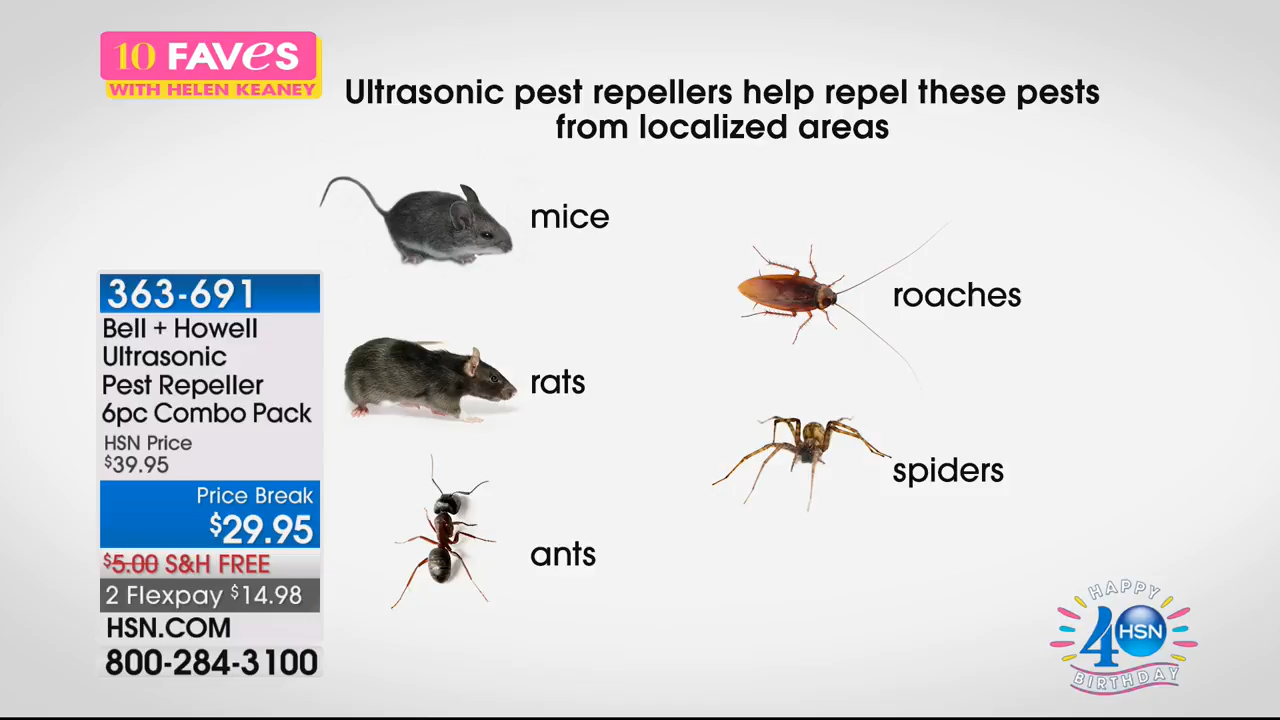 10 FAVES
WITH HELEN KEANEY
Ultrasonic pest repellers help repel these pests
from localized areas
mice
roaches
rats
spiders
ants
363-691
Bell + Howell
Ultrasonic
Pest Repeller
6pc Combo Pack
HSN Price
$39.95
Price Break
$29.95
$5.00 S&H FREE
2 Flexpay $14.98
HSN.COM
800-284-3100
HAPPY
40 HSN
BIRTHDAY